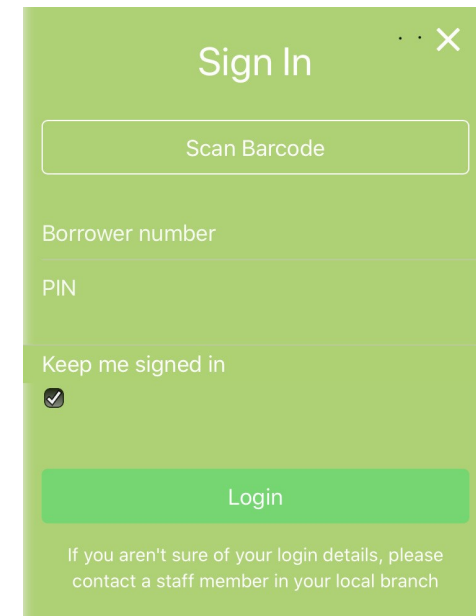 Sign In
Scan Barcode
Borrower number
PIN
Keep me signed in
Login
If you aren't sure of your login details, please
contact a staff member in your local branch